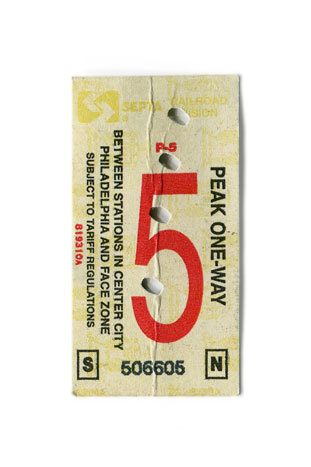 SEPTA RAILROAD
DIVISION
P-5
5
PEAK ONE-WAY
BETWEEN STATIONS IN CENTER CITY
PHILADELPHIA AND FACE ZONE
SUBJECT TO TARIFF REGULATIONS
819310A
S
506605
N